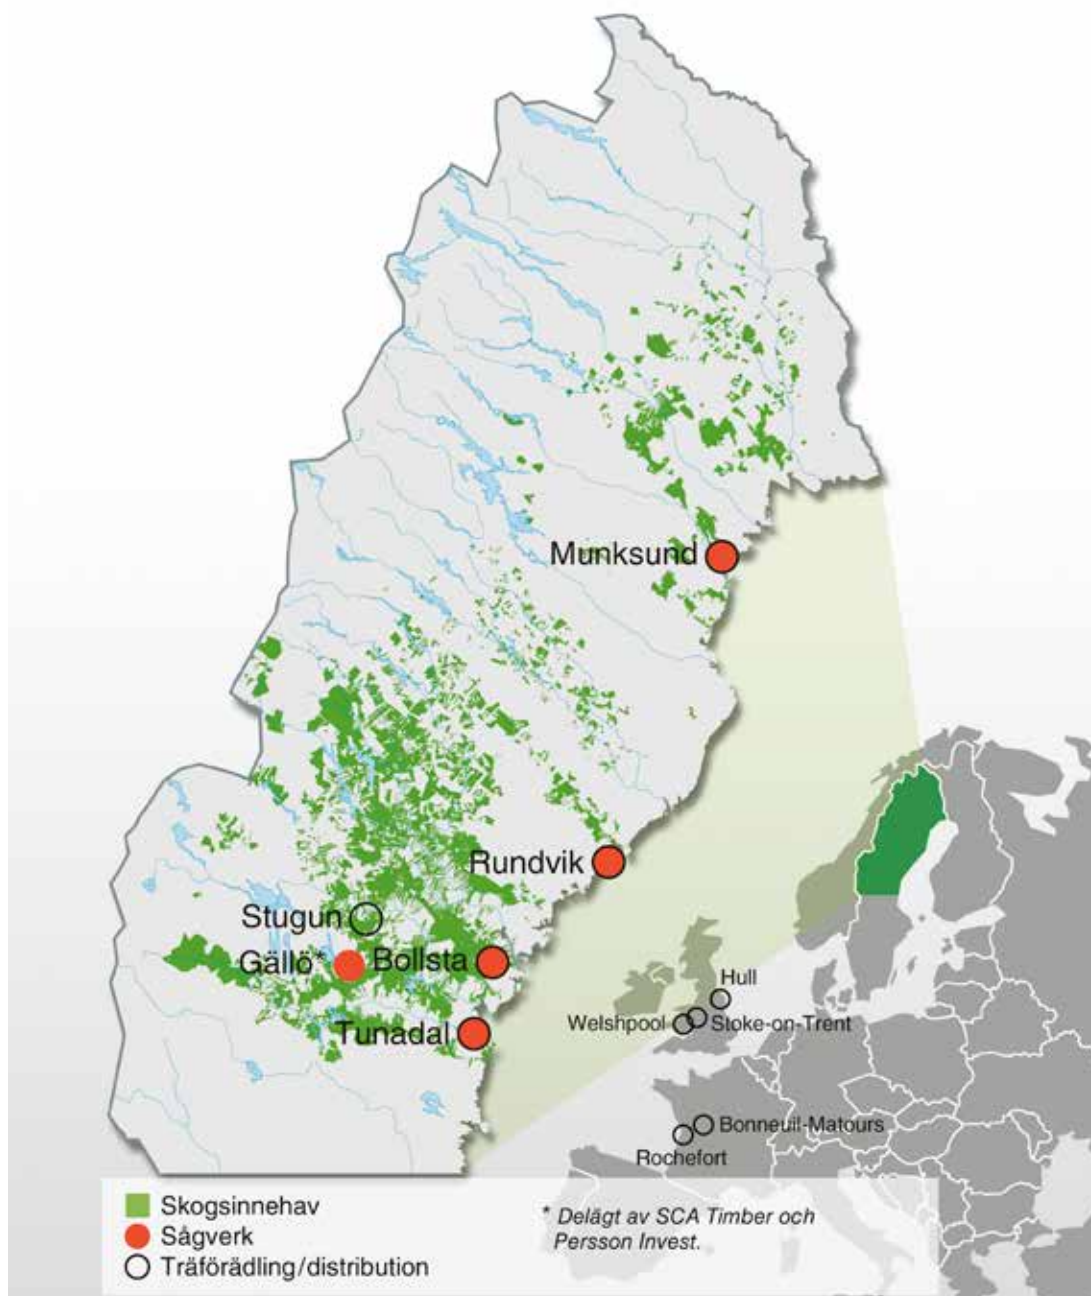 Munksund
Rundvik
Stugun
Gällö*
Bollsta
Tunadal
Hull
Welshpool
Stoke-on-Trent
Bonneuil-Matours
Rochefort
Skogsinnehav
Sågverk
Träförädling/distribution
* Delägt av SCA Timber och
Persson Invest.